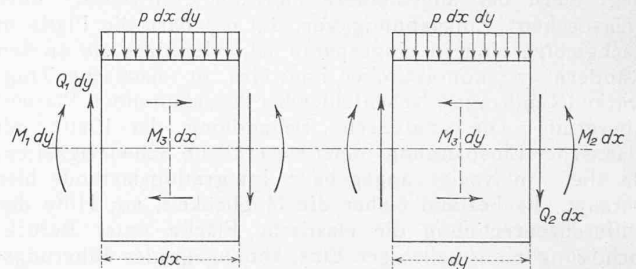 p dx dy p dx dy
Q₁ dy
M₁ dy M₃ dx M₃ dy M₂ dx
Q₂ dx
dx dy